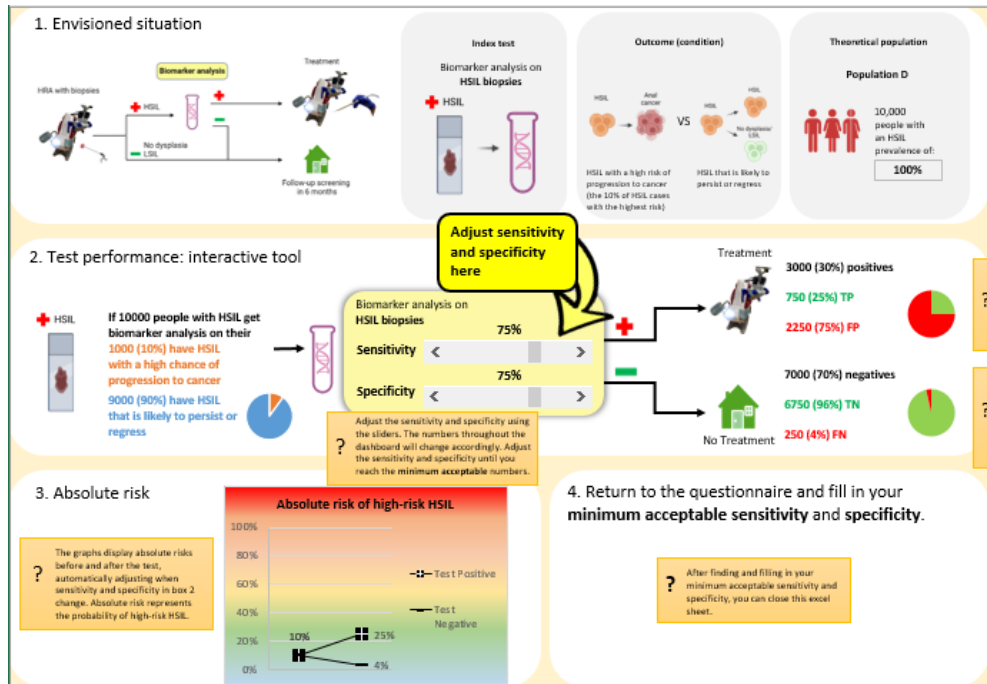 1. Envisioned situation
Biomarker analysis
Treatment
HRA with biopsies
HSIL
No dysplasia
LSIL
Follow-up screening
in 6 months
Index test
Biomarker analysis on
HSIL biopsies
HSIL
Outcome (condition)
HSIL
Anal
cancer
VS
HSIL
HSIL
No dysplasia/
LSIL
HSIL with a high risk of
progression to cancer
(the 10% of HSIL cases
with the highest risk)
HSIL that is likely to
persist or regress
Theoretical population
Population D
10,000
people with
an HSIL
prevalence of:
100%
2. Test performance: interactive tool
Adjust sensitivity
and specificity
here
HSIL
If 10000 people with HSIL get
biomarker analysis on their
1000 (10%) have HSIL
with a high chance of
progression to cancer
9000 (90%) have HSIL
that is likely to persist or
regress
Biomarker analysis on
HSIL biopsies
75%
Sensitivity
75%
Specificity
? Adjust the sensitivity and specificity using
the sliders. The numbers throughout the
dashboard will change accordingly. Adjust
the sensitivity and specificity until you
reach the minimum acceptable numbers.
Treatment
3000 (30%) positives
750 (25%) TP
2250 (75%) FP
No Treatment
7000 (70%) negatives
6750 (96%) TN
250 (4%) FN
3. Absolute risk
? The graphs display absolute risks
before and after the test,
automatically adjusting when
sensitivity and specificity in box 2
change. Absolute risk represents
the probability of high-risk HSIL.
Absolute risk of high-risk HSIL
100%
80%
60%
40%
20%
0%
10%
25%
4%
Test Positive
Test
Negative
4. Return to the questionnaire and fill in your
minimum acceptable sensitivity and specificity.
? After finding and filling in your
minimum acceptable sensitivity and
specificity, you can close this excel
sheet.